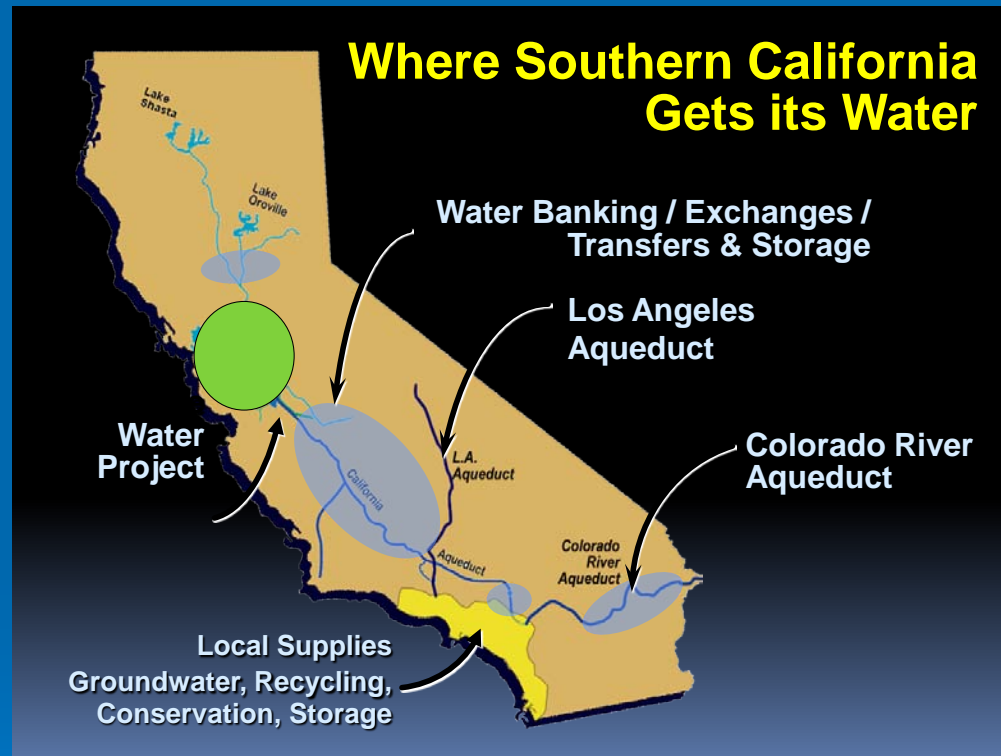 Where Southern California
Gets its Water
Lake
Shasta
Lake
Oroville
Water Banking / Exchanges /
Transfers & Storage
Los Angeles
Aqueduct
Water
Project
L.A.
Aqueduct
Colorado River
Aqueduct
California
Aqueduct
Colorado
River
Aqueduct
Local Supplies
Groundwater, Recycling,
Conservation, Storage